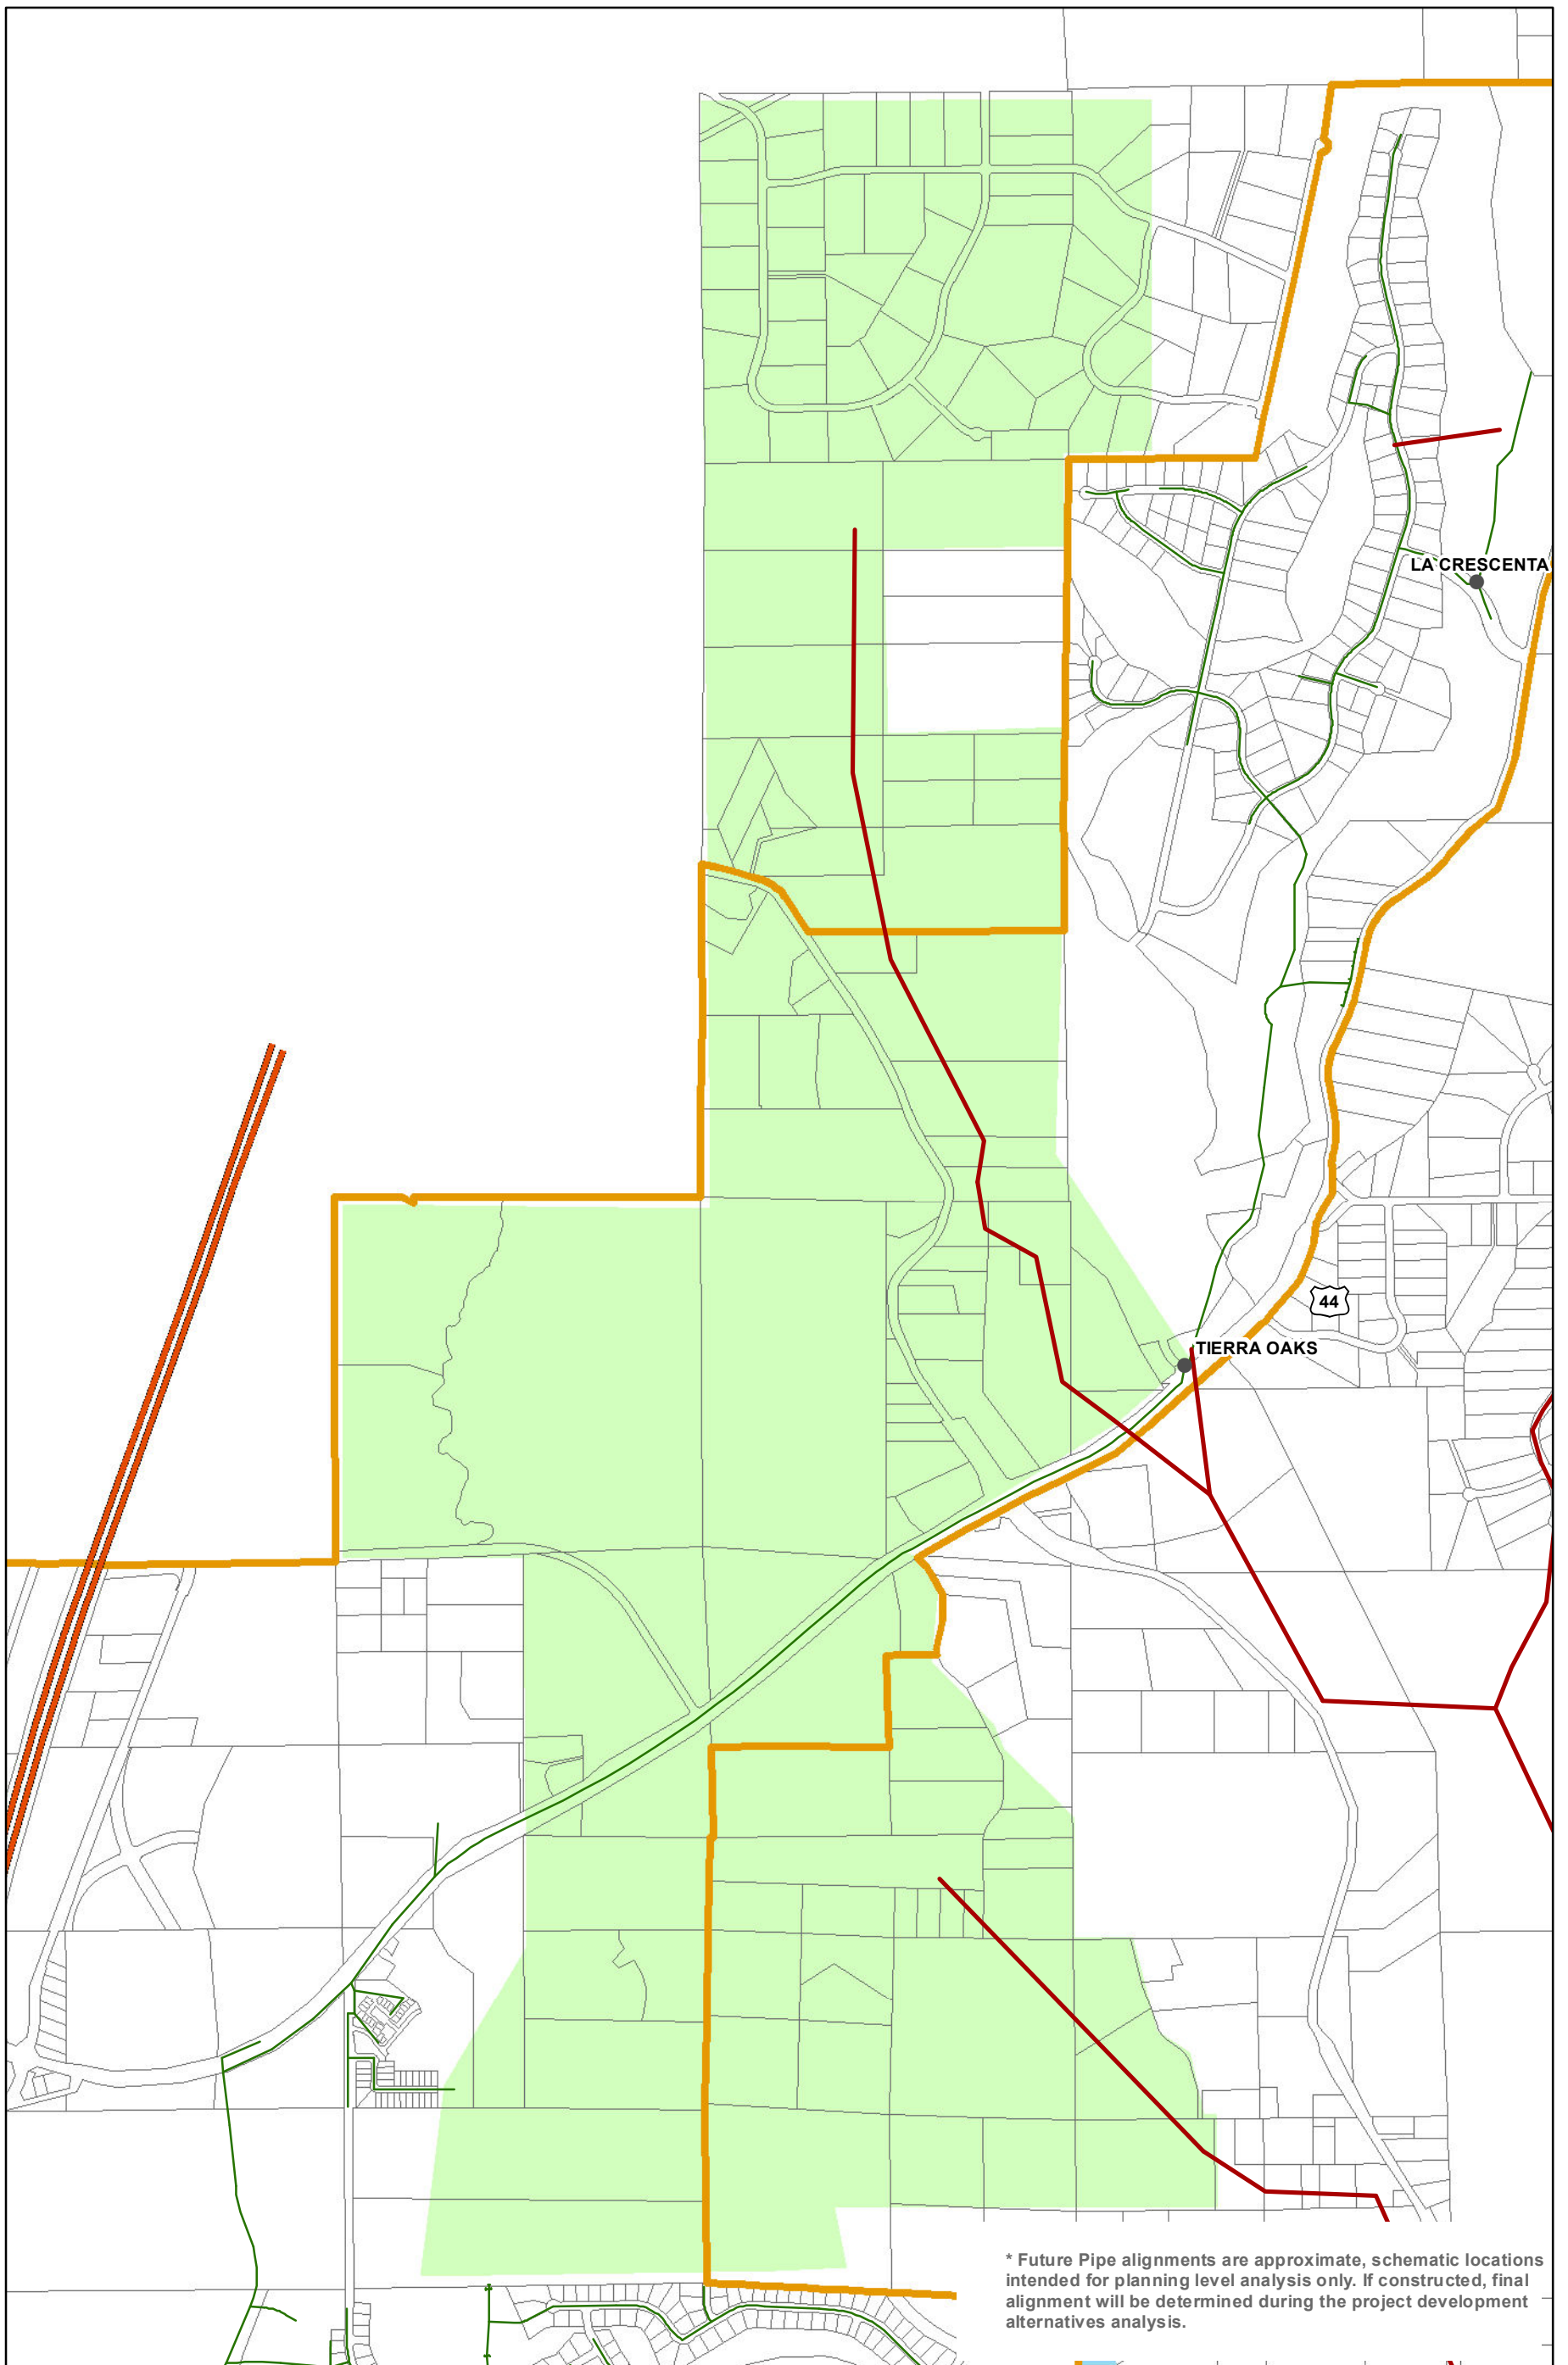 LA CRESCENTA
44
TIERRA OAKS
* Future Pipe alignments are approximate, schematic locations
intended for planning level analysis only. If constructed, final
alignment will be determined during the project development
alternatives analysis.